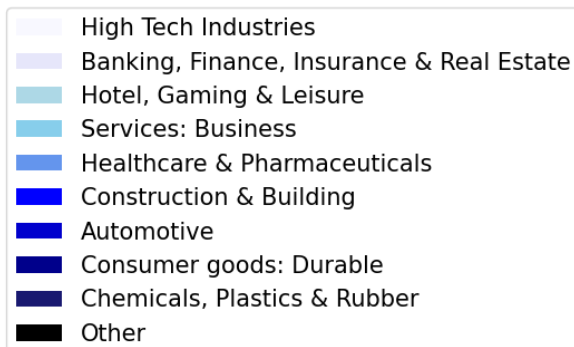 High Tech Industries
Banking, Finance, Insurance & Real Estate
Hotel, Gaming & Leisure
Services: Business
Healthcare & Pharmaceuticals
Construction & Building
Automotive
Consumer goods: Durable
Chemicals, Plastics & Rubber
Other